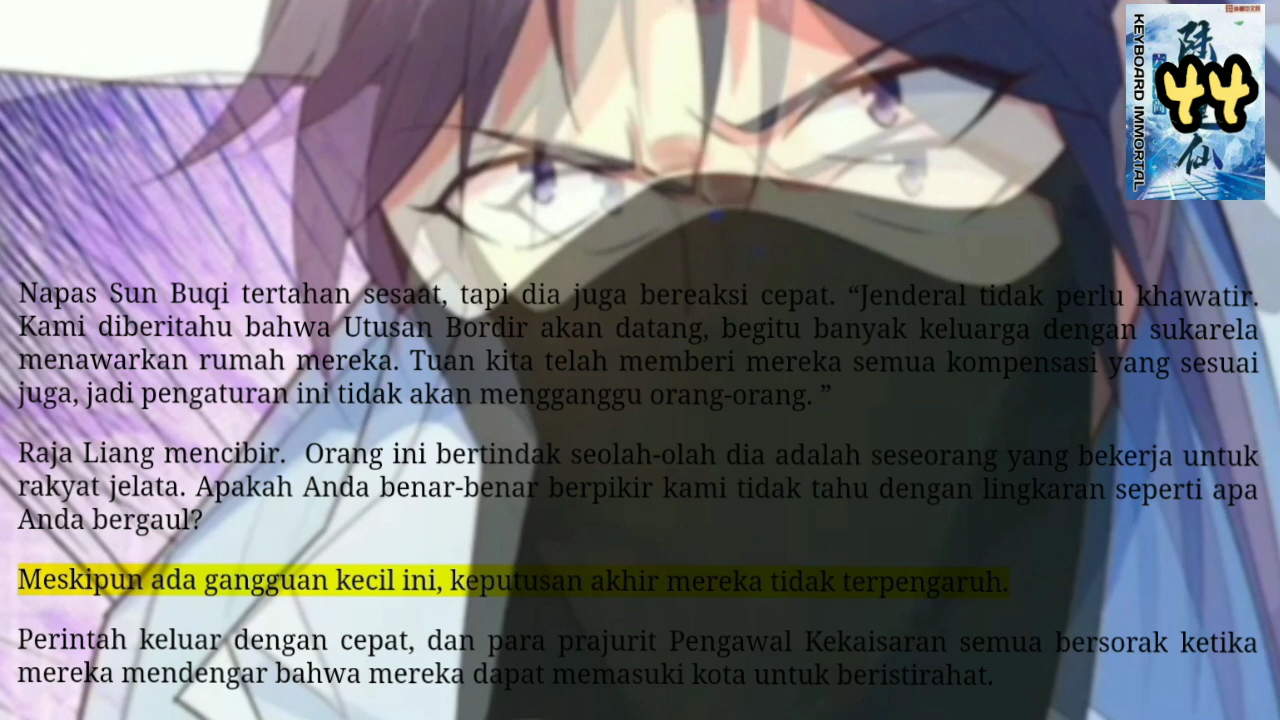 KEYBOARD IMMORTAL
陆
仙
44
Napas Sun Buqi tertahan sesaat, tapi dia juga bereaksi cepat. “Jenderal tidak perlu khawatir.
Kami diberitahu bahwa Utusan Bordir akan datang, begitu banyak keluarga dengan sukarela
menawarkan rumah mereka. Tuan kita telah memberi mereka semua kompensasi yang sesuai
juga, jadi pengaturan ini tidak akan mengganggu orang-orang. ”
Raja Liang mencibir.  Orang ini bertindak seolah-olah dia adalah seseorang yang bekerja untuk
rakyat jelata. Apakah Anda benar-benar berpikir kami tidak tahu dengan lingkaran seperti apa
Anda bergaul?
Meskipun ada gangguan kecil ini, keputusan akhir mereka tidak terpengaruh.
Perintah keluar dengan cepat, dan para prajurit Pengawal Kekaisaran semua bersorak ketika
mereka mendengar bahwa mereka dapat memasuki kota untuk beristirahat.